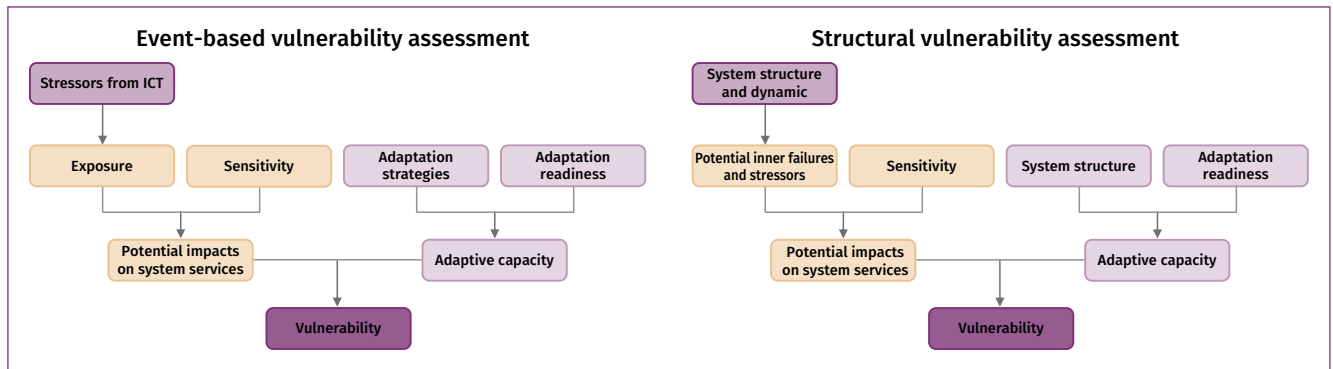 Event-based vulnerability assessment
Stressors from ICT
Exposure
Sensitivity
Adaptation
strategies
Adaptation
readiness
Potential impacts
on system services
Adaptive capacity
Vulnerability
Structural vulnerability assessment
System structure
and dynamic
Potential inner failures
and stressors
Sensitivity
System structure
Adaptation
readiness
Potential impacts
on system services
Adaptive capacity
Vulnerability